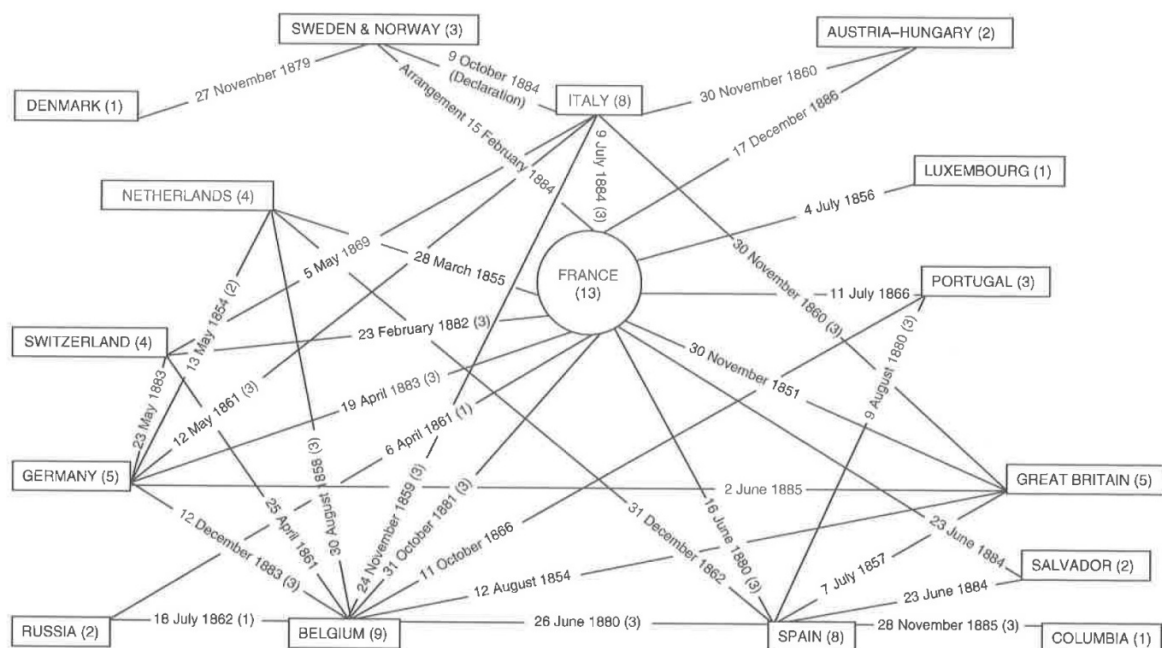 SWEDEN & NORWAY (3)
AUSTRIA–HUNGARY (2)
9 October 1884
(Declaration)
27 November 1879
Arrangement 15 February 1884
30 November 1860
DENMARK (1)
ITALY (8)
17 December 1886
9 July 1884 (3)
LUXEMBOURG (1)
NETHERLANDS (4)
4 July 1856
5 May 1869
28 March 1855
30 November 1860 (3)
FRANCE
(13)
PORTUGAL (3)
11 July 1866
13 May 1854 (2)
SWITZERLAND (4)
23 February 1882 (3)
9 August 1880 (3)
30 November 1851
23 May 1883
12 May 1861 (3)
19 April 1883 (3)
6 April 1861 (1)
GERMANY (5)
GREAT BRITAIN (5)
2 June 1885
30 August 1858 (3)
24 November 1859 (3)
31 October 1881 (3)
16 June 1880 (3)
31 December 1862
23 June 1884
25 April 1861
12 December 1883 (3)
11 October 1866
12 August 1854
7 July 1857
SALVADOR (2)
23 June 1884
RUSSIA (2)
18 July 1862 (1)
BELGIUM (9)
26 June 1880 (3)
SPAIN (8)
28 November 1885 (3)
COLUMBIA (1)